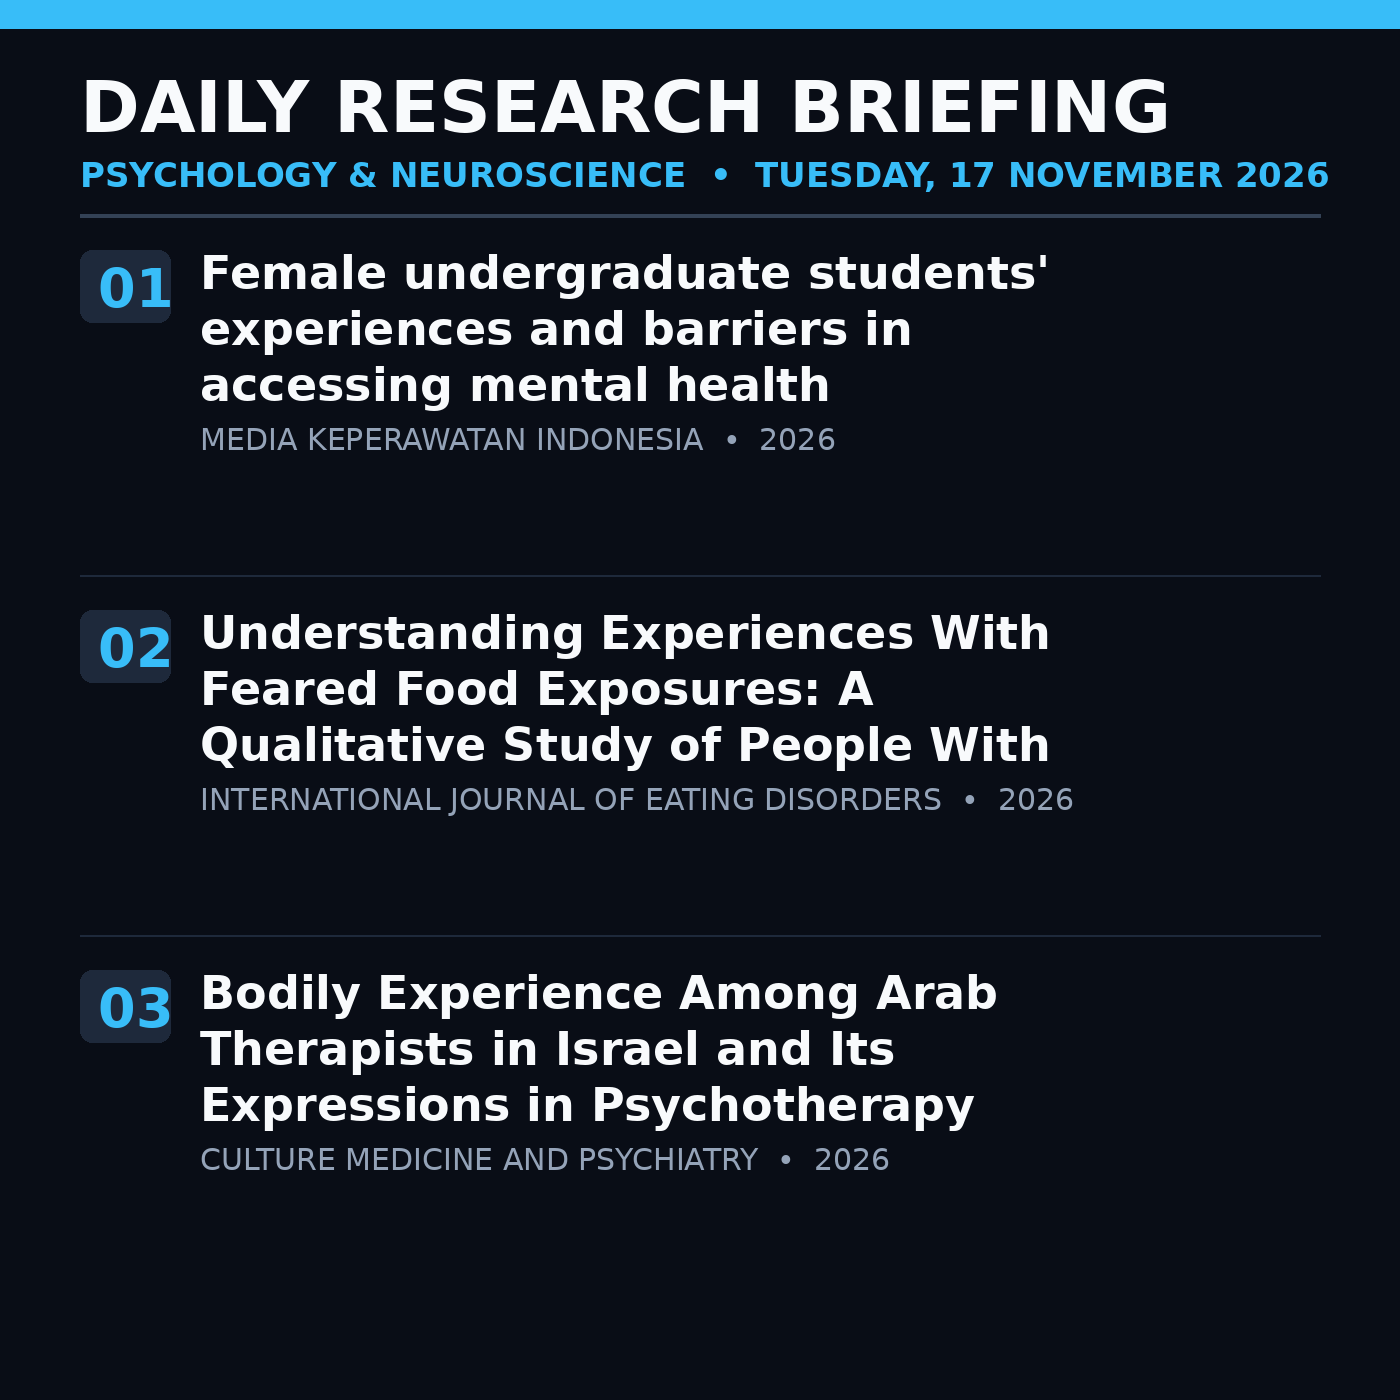 DAILY RESEARCH BRIEFING
PSYCHOLOGY & NEUROSCIENCE • TUESDAY, 17 NOVEMBER 2026
01
Female undergraduate students'
experiences and barriers in
accessing mental health
MEDIA KEPERAWATAN INDONESIA • 2026
02
Understanding Experiences With
Feared Food Exposures: A
Qualitative Study of People With
INTERNATIONAL JOURNAL OF EATING DISORDERS • 2026
03
Bodily Experience Among Arab
Therapists in Israel and Its
Expressions in Psychotherapy
CULTURE MEDICINE AND PSYCHIATRY • 2026